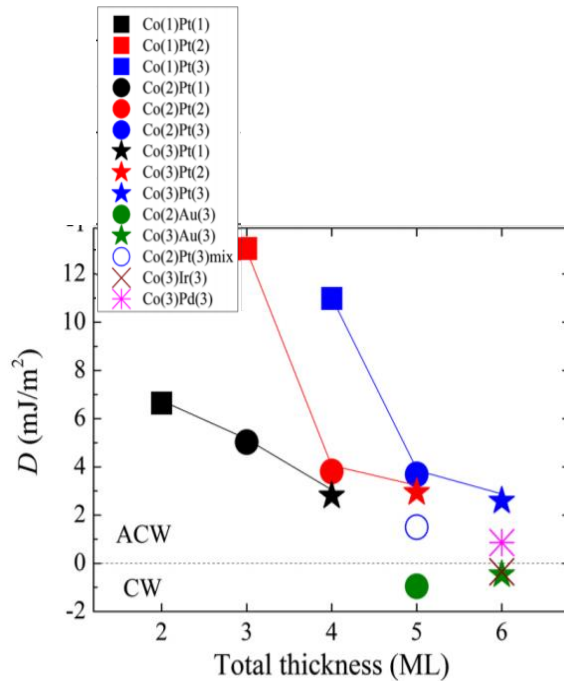 Co(1)Pt(1)
Co(1)Pt(2)
Co(1)Pt(3)
Co(2)Pt(1)
Co(2)Pt(2)
Co(2)Pt(3)
Co(3)Pt(1)
Co(3)Pt(2)
Co(3)Pt(3)
Co(2)Au(3)
Co(3)Au(3)
Co(2)Pt(3)mix
Co(3)Ir(3)
Co(3)Pd(3)
12
10
8
6
4
2
0
-2
D (mJ/m²)
ACW
CW
2 3 4 5 6
Total thickness (ML)